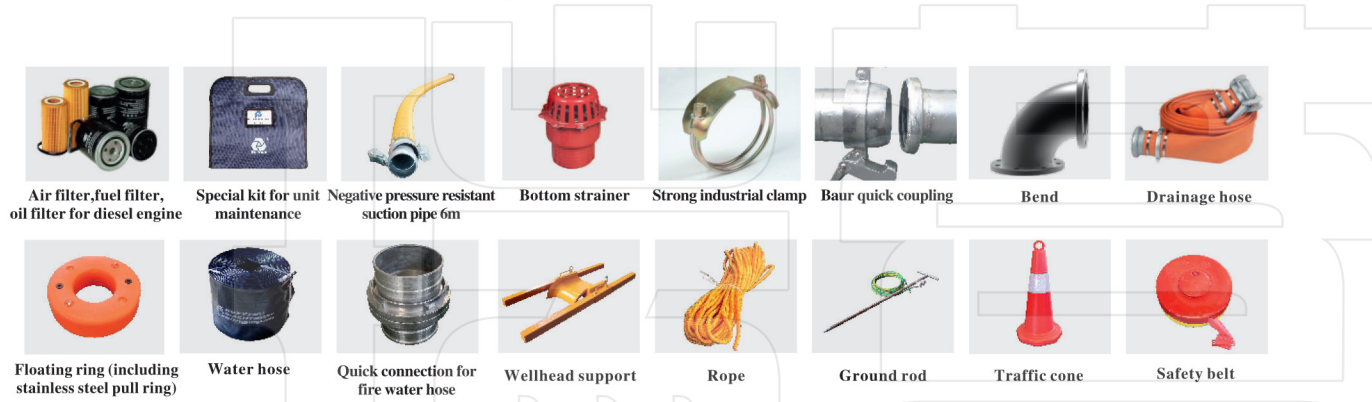 Air filter,fuel filter,
oil filter for diesel engine
Special kit for unit
maintenance
Negative pressure resistant
suction pipe 6m
Bottom strainer
Strong industrial clamp
Baur quick coupling
Bend
Drainage hose
Floating ring (including
stainless steel pull ring)
Water hose
Quick connection for
fire water hose
Wellhead support
Rope
Ground rod
Traffic cone
Safety belt